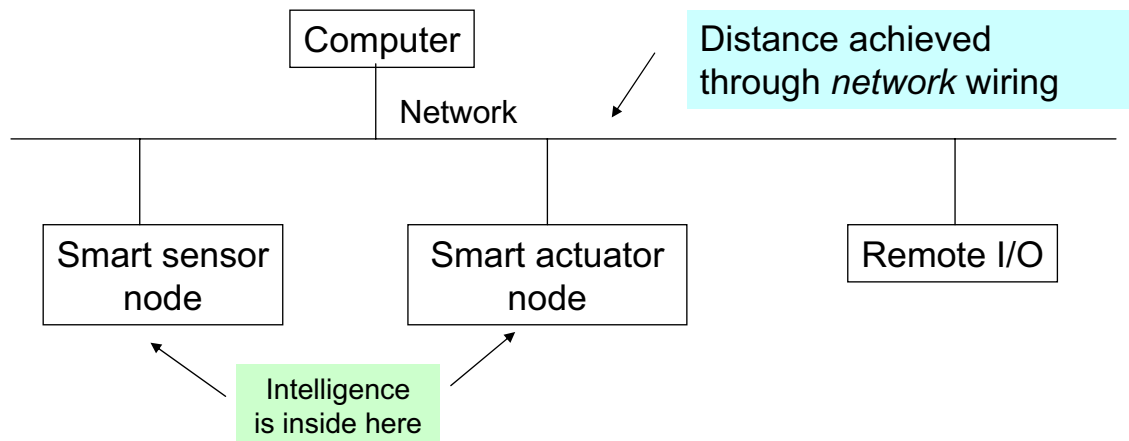 Computer
Distance achieved
through network wiring
Network
Smart sensor
node
Smart actuator
node
Remote I/O
Intelligence
is inside here